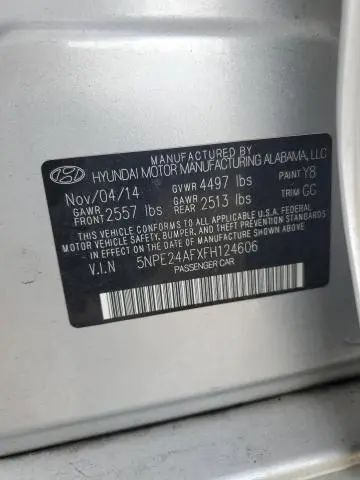 MANUFACTURED BY
HYUNDAI MOTOR MANUFACTURING ALABAMA, LLC
Nov/04/14 GVWR 4497 lbs PAINT Y8
GAWR FRONT 2557 lbs GAWR REAR 2513 lbs TRIM GG
THIS VEHICLE CONFORMS TO ALL APPLICABLE U.S.A. FEDERAL
MOTOR VEHICLE SAFETY, BUMPER, AND THEFT PREVENTION
STANDARDS IN EFFECT ON THE DATE OF MANUFACTURE SHOWN ABOVE.
V.I.N 5NPE24AFXFH124606
PASSENGER CAR